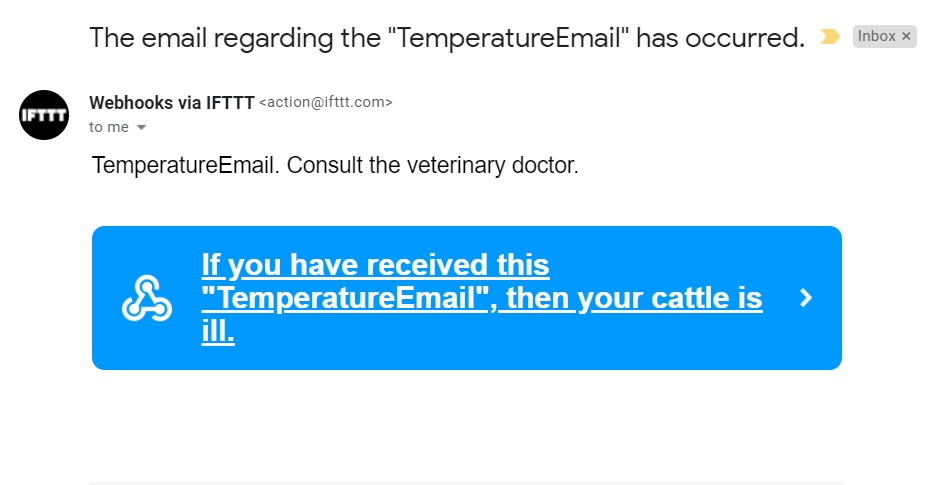 The email regarding the "TemperatureEmail" has occurred. Inbox ×
IFTTT Webhooks via IFTTT <action@ifttt.com>
to me
TemperatureEmail. Consult the veterinary doctor.
If you have received this
"TemperatureEmail", then your cattle is
ill.